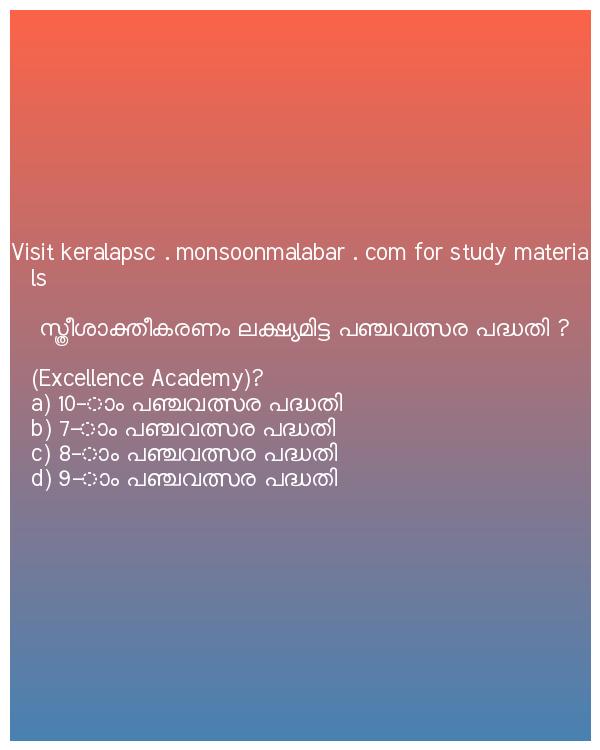 Visit keralapsc . monsoonmalabar . com for study materia
ls
സ്ത്രീശാക്തീകരണം ലക്ഷ്യമിട്ട പഞ്ചവത്സര പദ്ധതി ?
(Excellence Academy)?
a) 10-ാം പഞ്ചവത്സര പദ്ധതി
b) 7-ാം പഞ്ചവത്സര പദ്ധതി
c) 8-ാം പഞ്ചവത്സര പദ്ധതി
d) 9-ാം പഞ്ചവത്സര പദ്ധതി